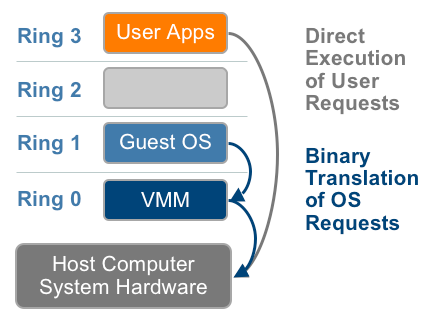 Ring 3
User Apps
Direct
Execution
of User
Requests
Ring 2
Ring 1
Guest OS
Binary
Translation
of OS
Requests
Ring 0
VMM
Host Computer
System Hardware